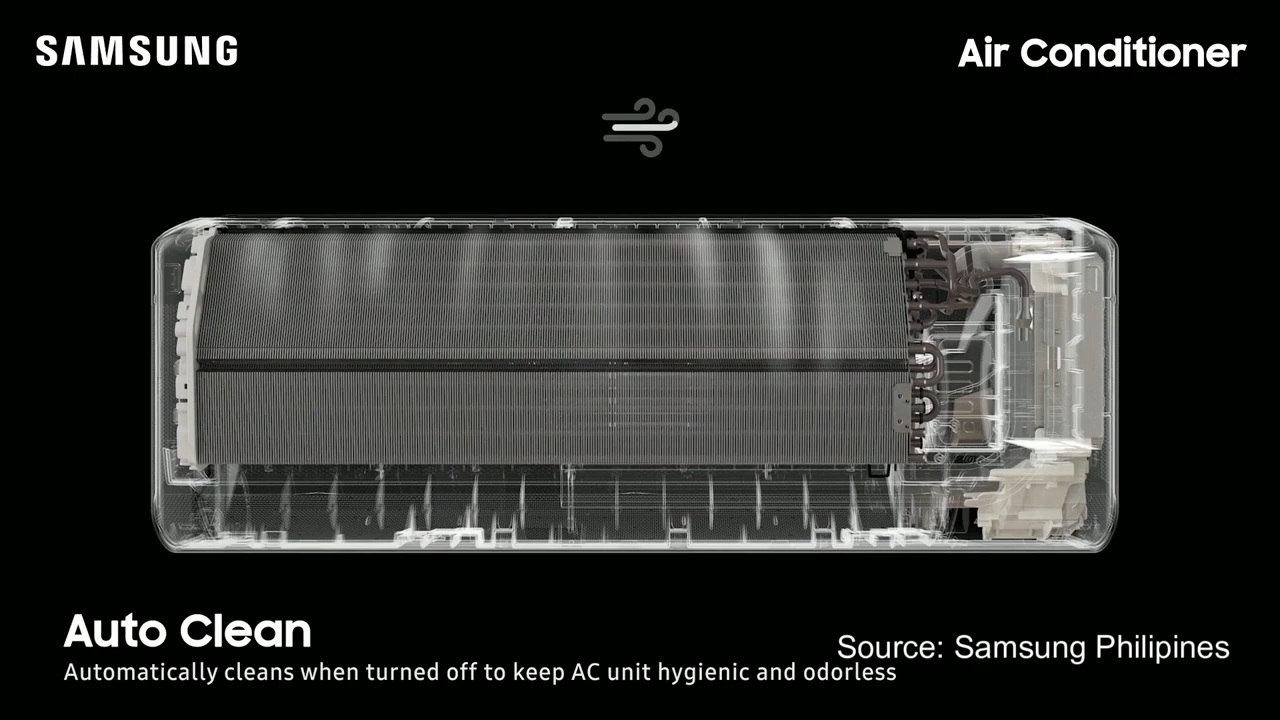 SAMSUNG
Air Conditioner
Auto Clean
Source: Samsung Philipines
Automatically cleans when turned off to keep AC unit hygienic and odorless